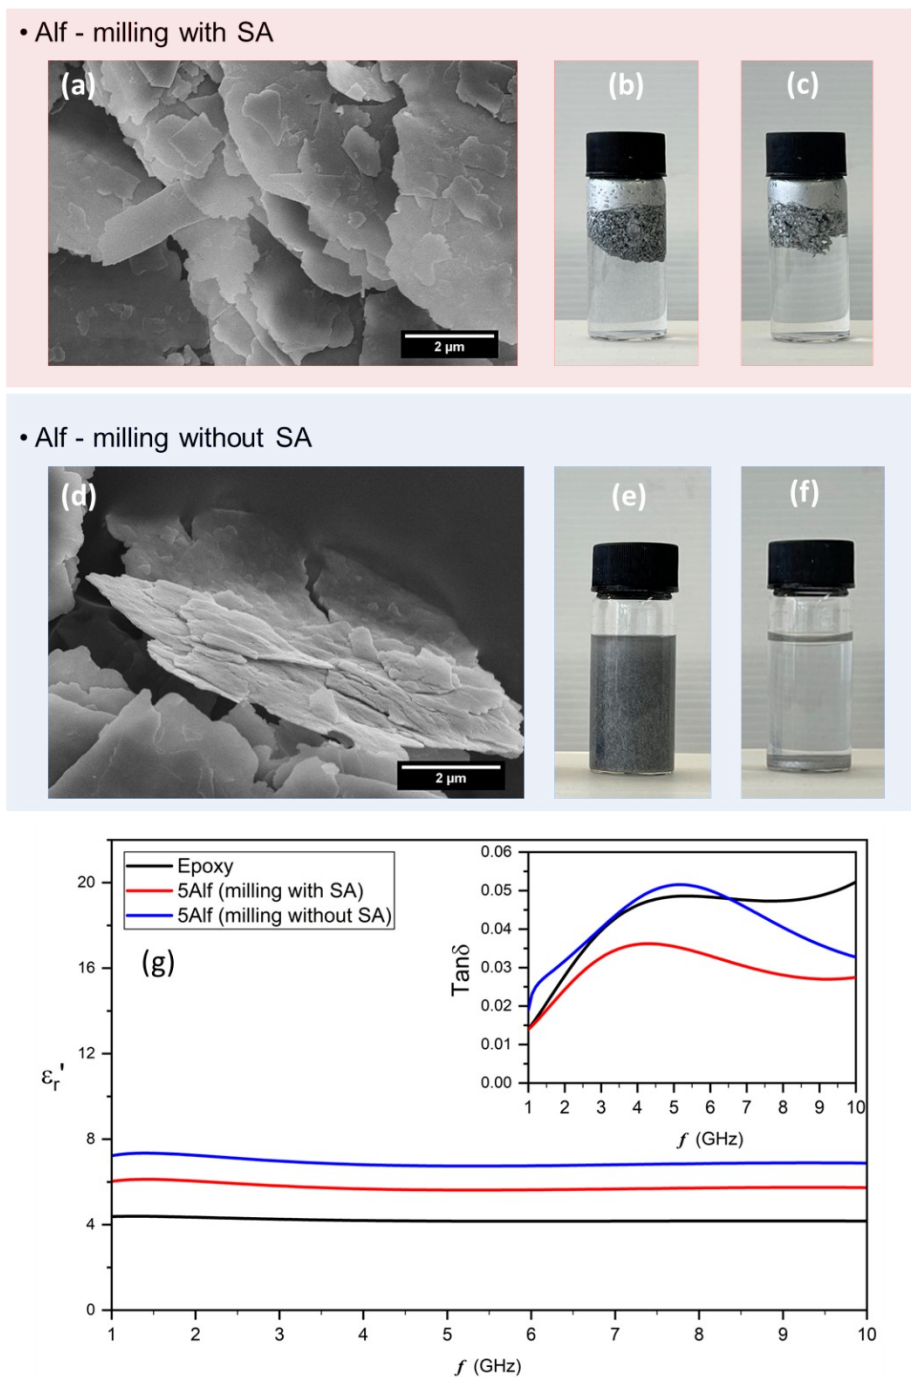 • Alf - milling with SA
(a)
(b)
(c)
2 µm
• Alf - milling without SA
(d)
(e)
(f)
2 µm
Epoxy
5Alf (milling with SA)
5Alf (milling without SA)
(g)
εr'
20
16
12
8
4
0
1 2 3 4 5 6 7 8 9 10
f (GHz)
Tanδ
0.06
0.05
0.04
0.03
0.02
0.01
0.00
1 2 3 4 5 6 7 8 9 10
f (GHz)